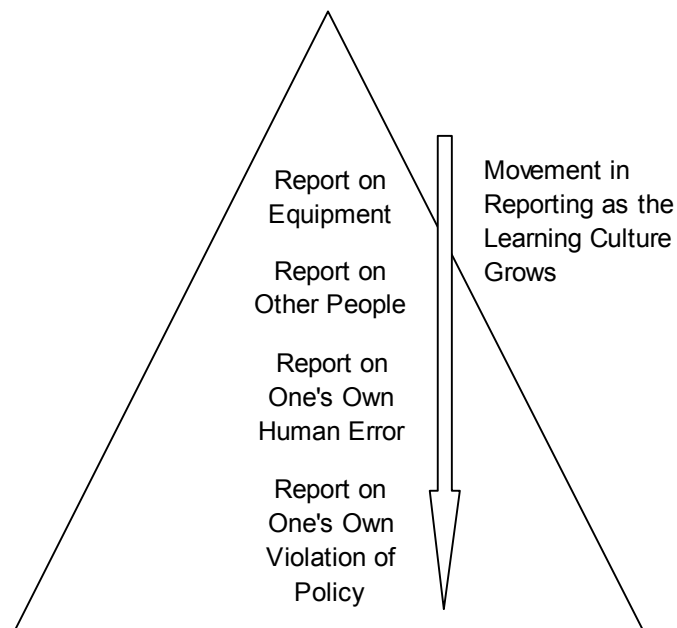 Report on
Equipment
Movement in
Reporting as the
Learning Culture
Grows
Report on
Other People
Report on
One's Own
Human Error
Report on
One's Own
Violation of
Policy